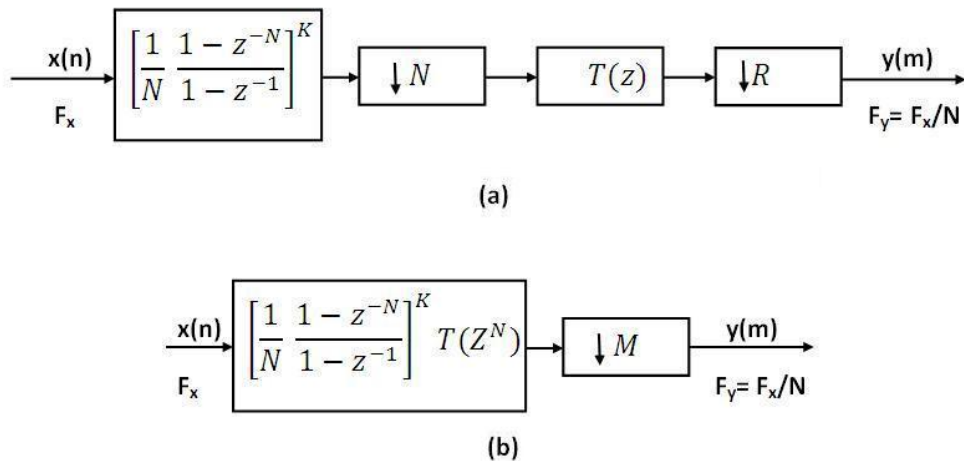 x(n)
F_x
[1/N (1 − z^{−N})/(1 − z^{−1})]^K
↓ N
T(z)
↓ R
y(m)
F_y= F_x/N
(a)
x(n)
F_x
[1/N (1 − z^{−N})/(1 − z^{−1})]^K T(Z^N)
↓ M
y(m)
F_y= F_x/N
(b)